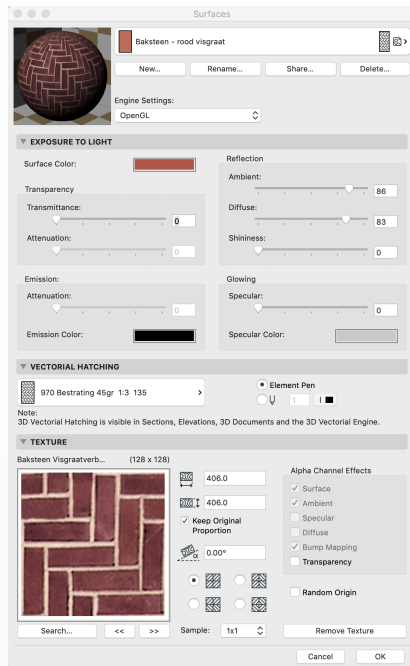 Surfaces
Baksteen - rood visgraat
New... Rename... Share... Delete...
Engine Settings:
OpenGL
EXPOSURE TO LIGHT
Surface Color:
Reflection
Ambient:
86
Transparency
Transmittance:
0
Diffuse:
83
Attenuation:
0
Shininess:
0
Emission:
Glowing
Attenuation:
0
Specular:
0
Emission Color:
Specular Color:
VECTORIAL HATCHING
970 Bestrating 45gr 1:3 135
Element Pen
1
Note:
3D Vectorial Hatching is visible in Sections, Elevations, 3D Documents and the 3D Vectorial Engine.
TEXTURE
Baksteen Visgraatverb... (128 x 128)
406.0
406.0
Keep Original
Proportion
α 0.00°
Alpha Channel Effects
Surface
Ambient
Specular
Diffuse
Bump Mapping
Transparency
Random Origin
Search... << >> Sample: 1x1 Remove Texture
Cancel OK